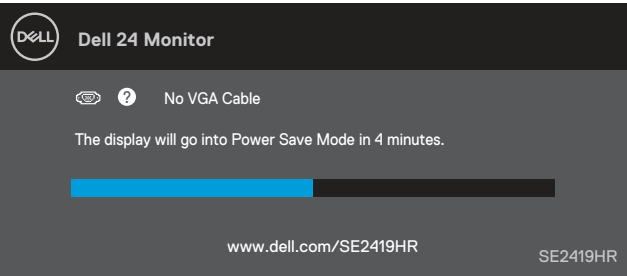 DELL
Dell 24 Monitor
? No VGA Cable
The display will go into Power Save Mode in 4 minutes.
www.dell.com/SE2419HR
SE2419HR